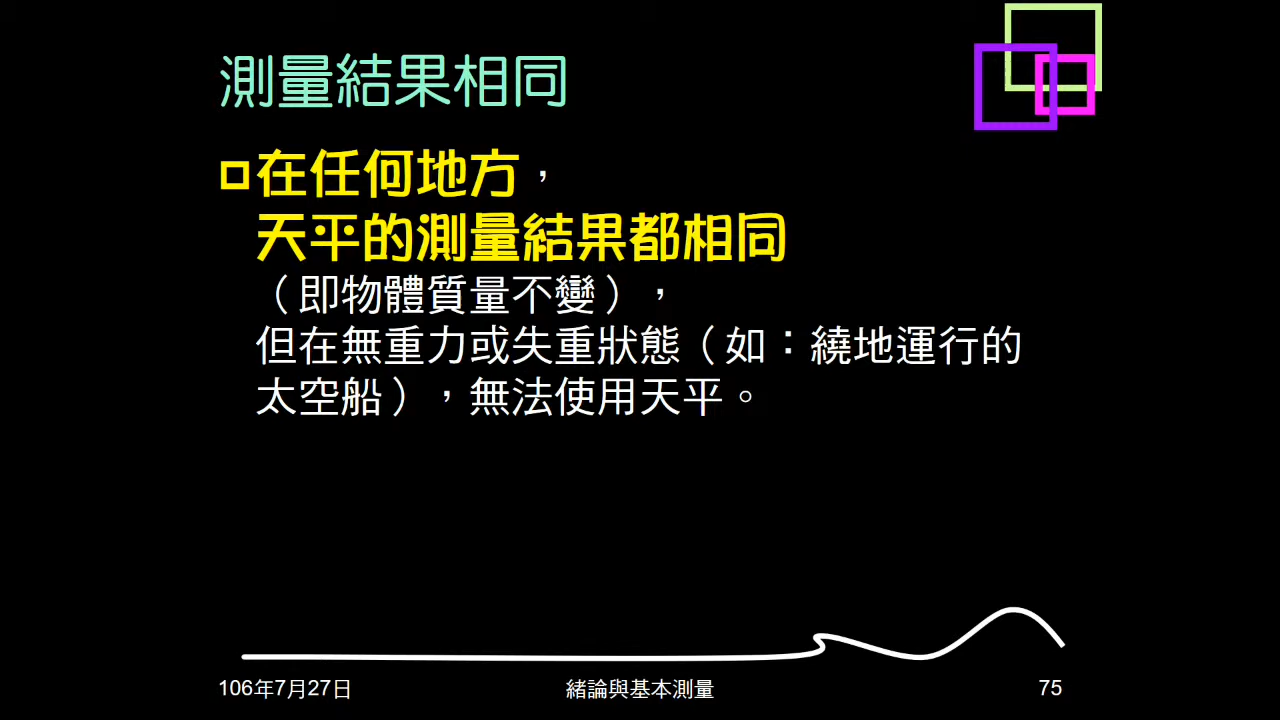 測量結果相同
在任何地方，
天平的測量結果都相同
（即物體質量不變），
但在無重力或失重狀態（如：繞地運行的
太空船），無法使用天平。
106年7月27日
緒論與基本測量
75